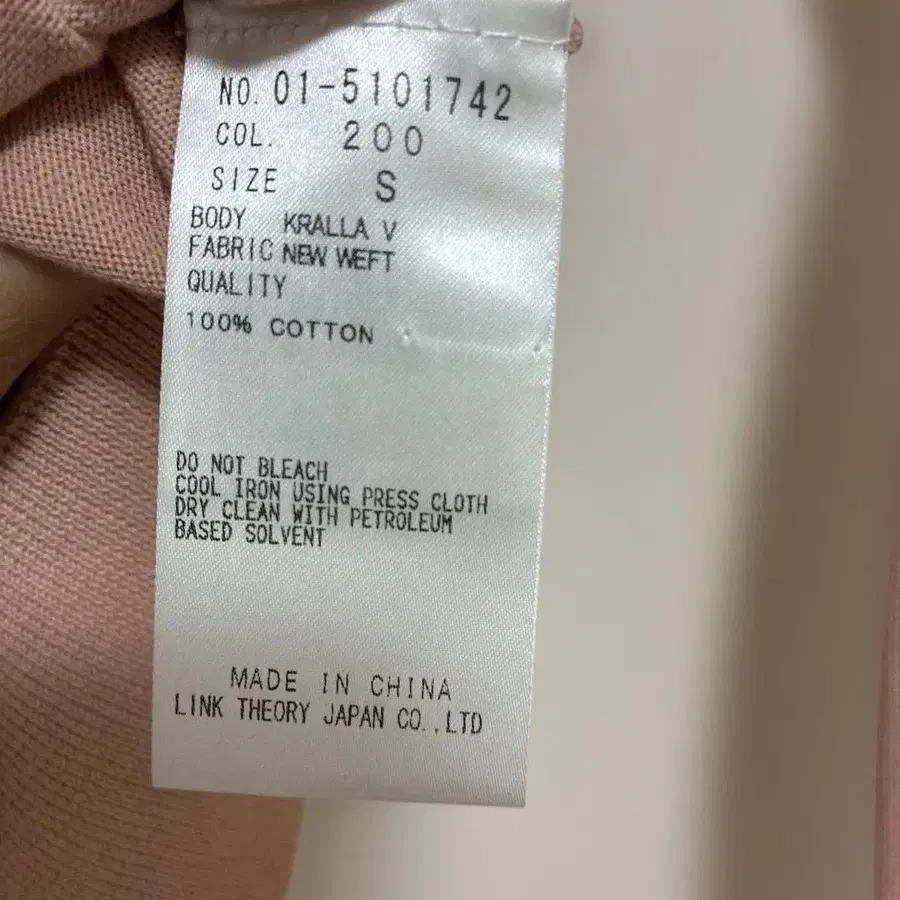 NO. 01-5101742
COL. 200
SIZE S
BODY KRALLA V
FABRIC NEW WEFT
QUALITY
100% COTTON
DO NOT BLEACH
COOL IRON USING PRESS CLOTH
DRY CLEAN WITH PETROLEUM
BASED SOLVENT
MADE IN CHINA
LINK THEORY JAPAN CO.,LTD